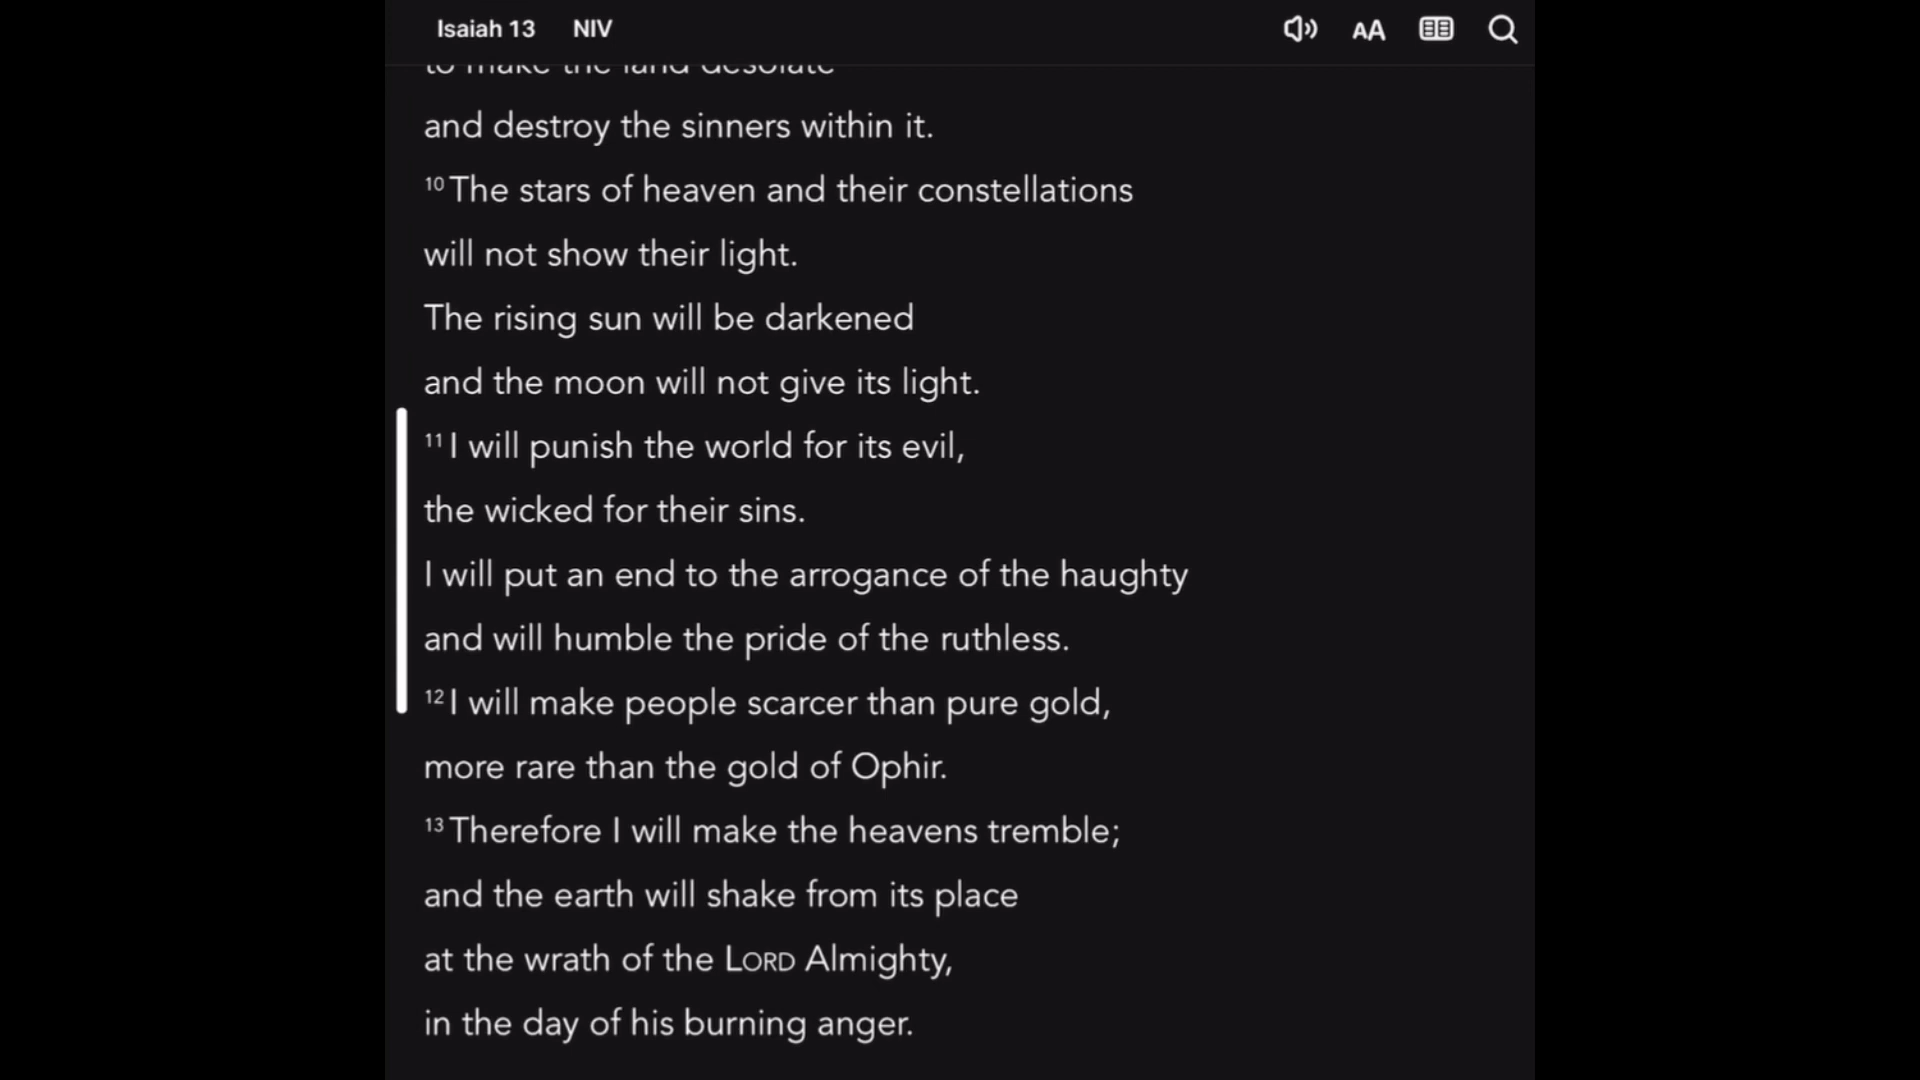 Isaiah 13 NIV AA
to make the land desolate
and destroy the sinners within it.
10 The stars of heaven and their constellations
will not show their light.
The rising sun will be darkened
and the moon will not give its light.
11 I will punish the world for its evil,
the wicked for their sins.
I will put an end to the arrogance of the haughty
and will humble the pride of the ruthless.
12 I will make people scarcer than pure gold,
more rare than the gold of Ophir.
13 Therefore I will make the heavens tremble;
and the earth will shake from its place
at the wrath of the LORD Almighty,
in the day of his burning anger.